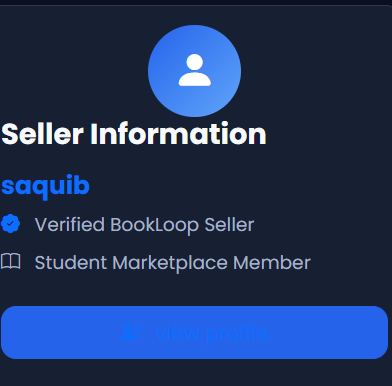 Seller Information
saquib
Verified BookLoop Seller
Student Marketplace Member
View profile